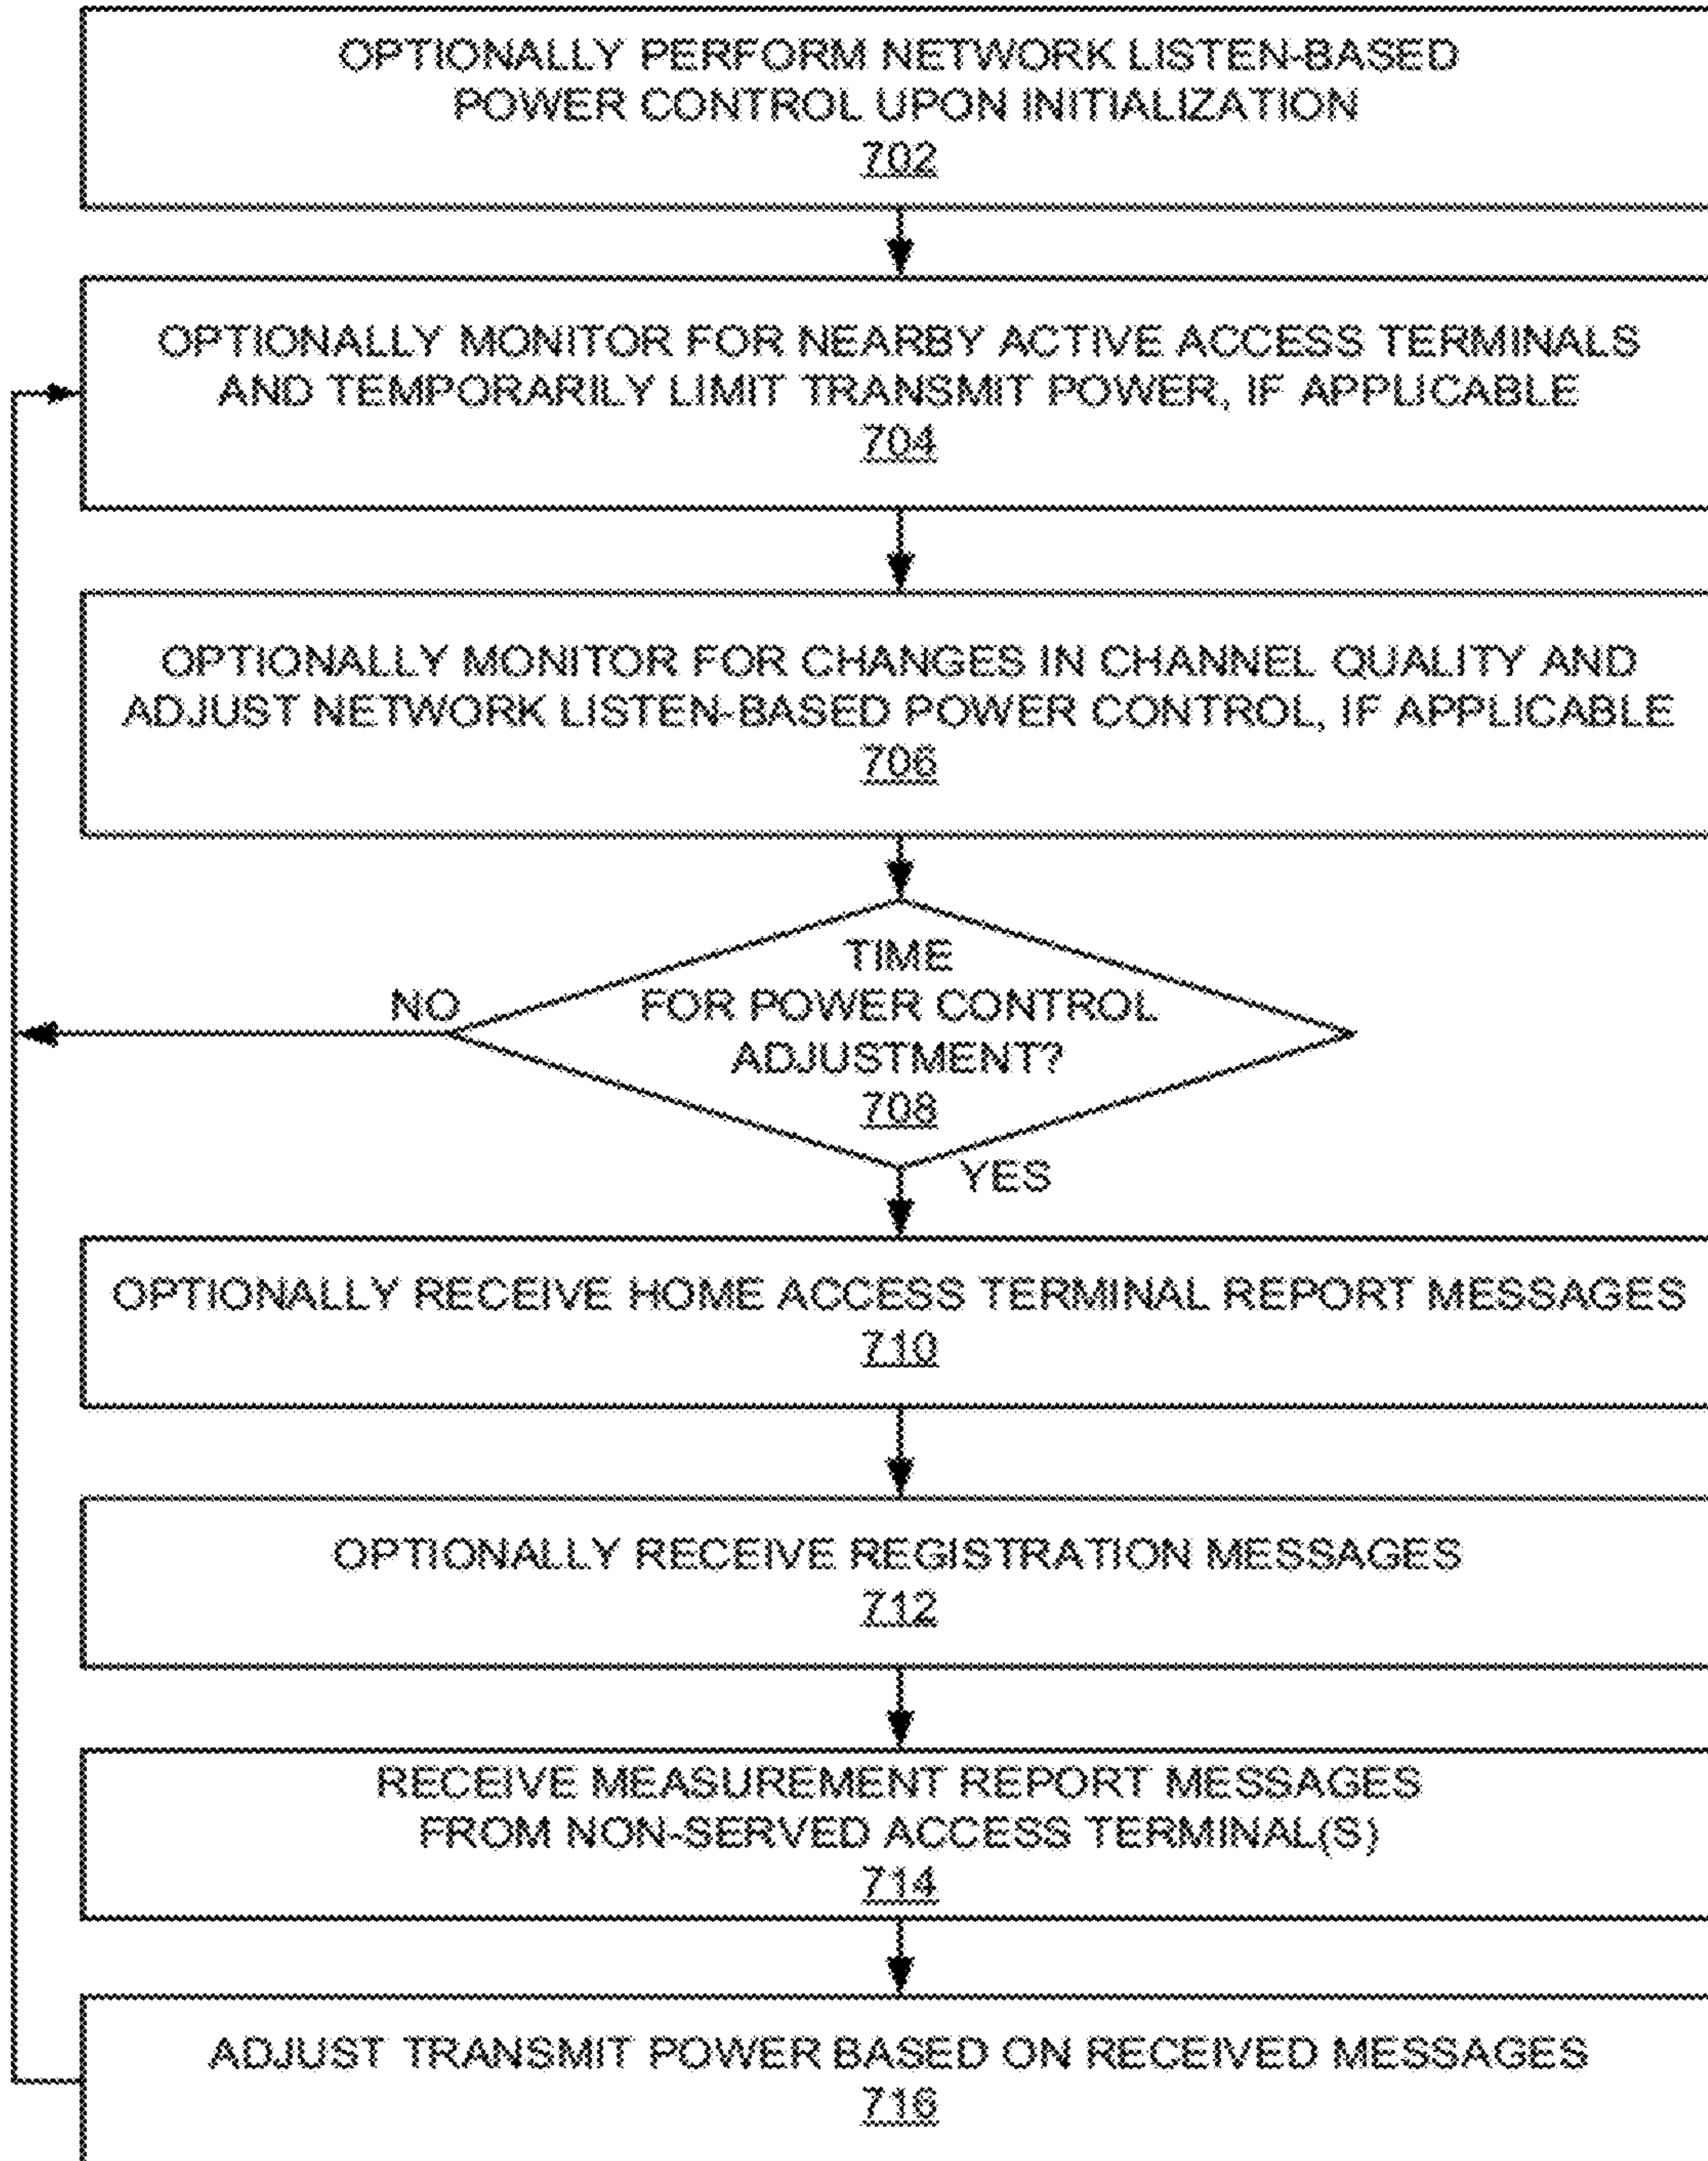 OPTIONALLY PERFORM NETWORK LISTEN-BASED
POWER CONTROL UPON INITIALIZATION
702
OPTIONALLY MONITOR FOR NEARBY ACTIVE ACCESS TERMINALS
AND TEMPORARILY LIMIT TRANSMIT POWER, IF APPLICABLE
704
OPTIONALLY MONITOR FOR CHANGES IN CHANNEL QUALITY AND
ADJUST NETWORK LISTEN-BASED POWER CONTROL, IF APPLICABLE
706
TIME
FOR POWER CONTROL
ADJUSTMENT?
708
NO
YES
OPTIONALLY RECEIVE HOME ACCESS TERMINAL REPORT MESSAGES
710
OPTIONALLY RECEIVE REGISTRATION MESSAGES
712
RECEIVE MEASUREMENT REPORT MESSAGES
FROM NON-SERVED ACCESS TERMINAL(S)
714
ADJUST TRANSMIT POWER BASED ON RECEIVED MESSAGES
716